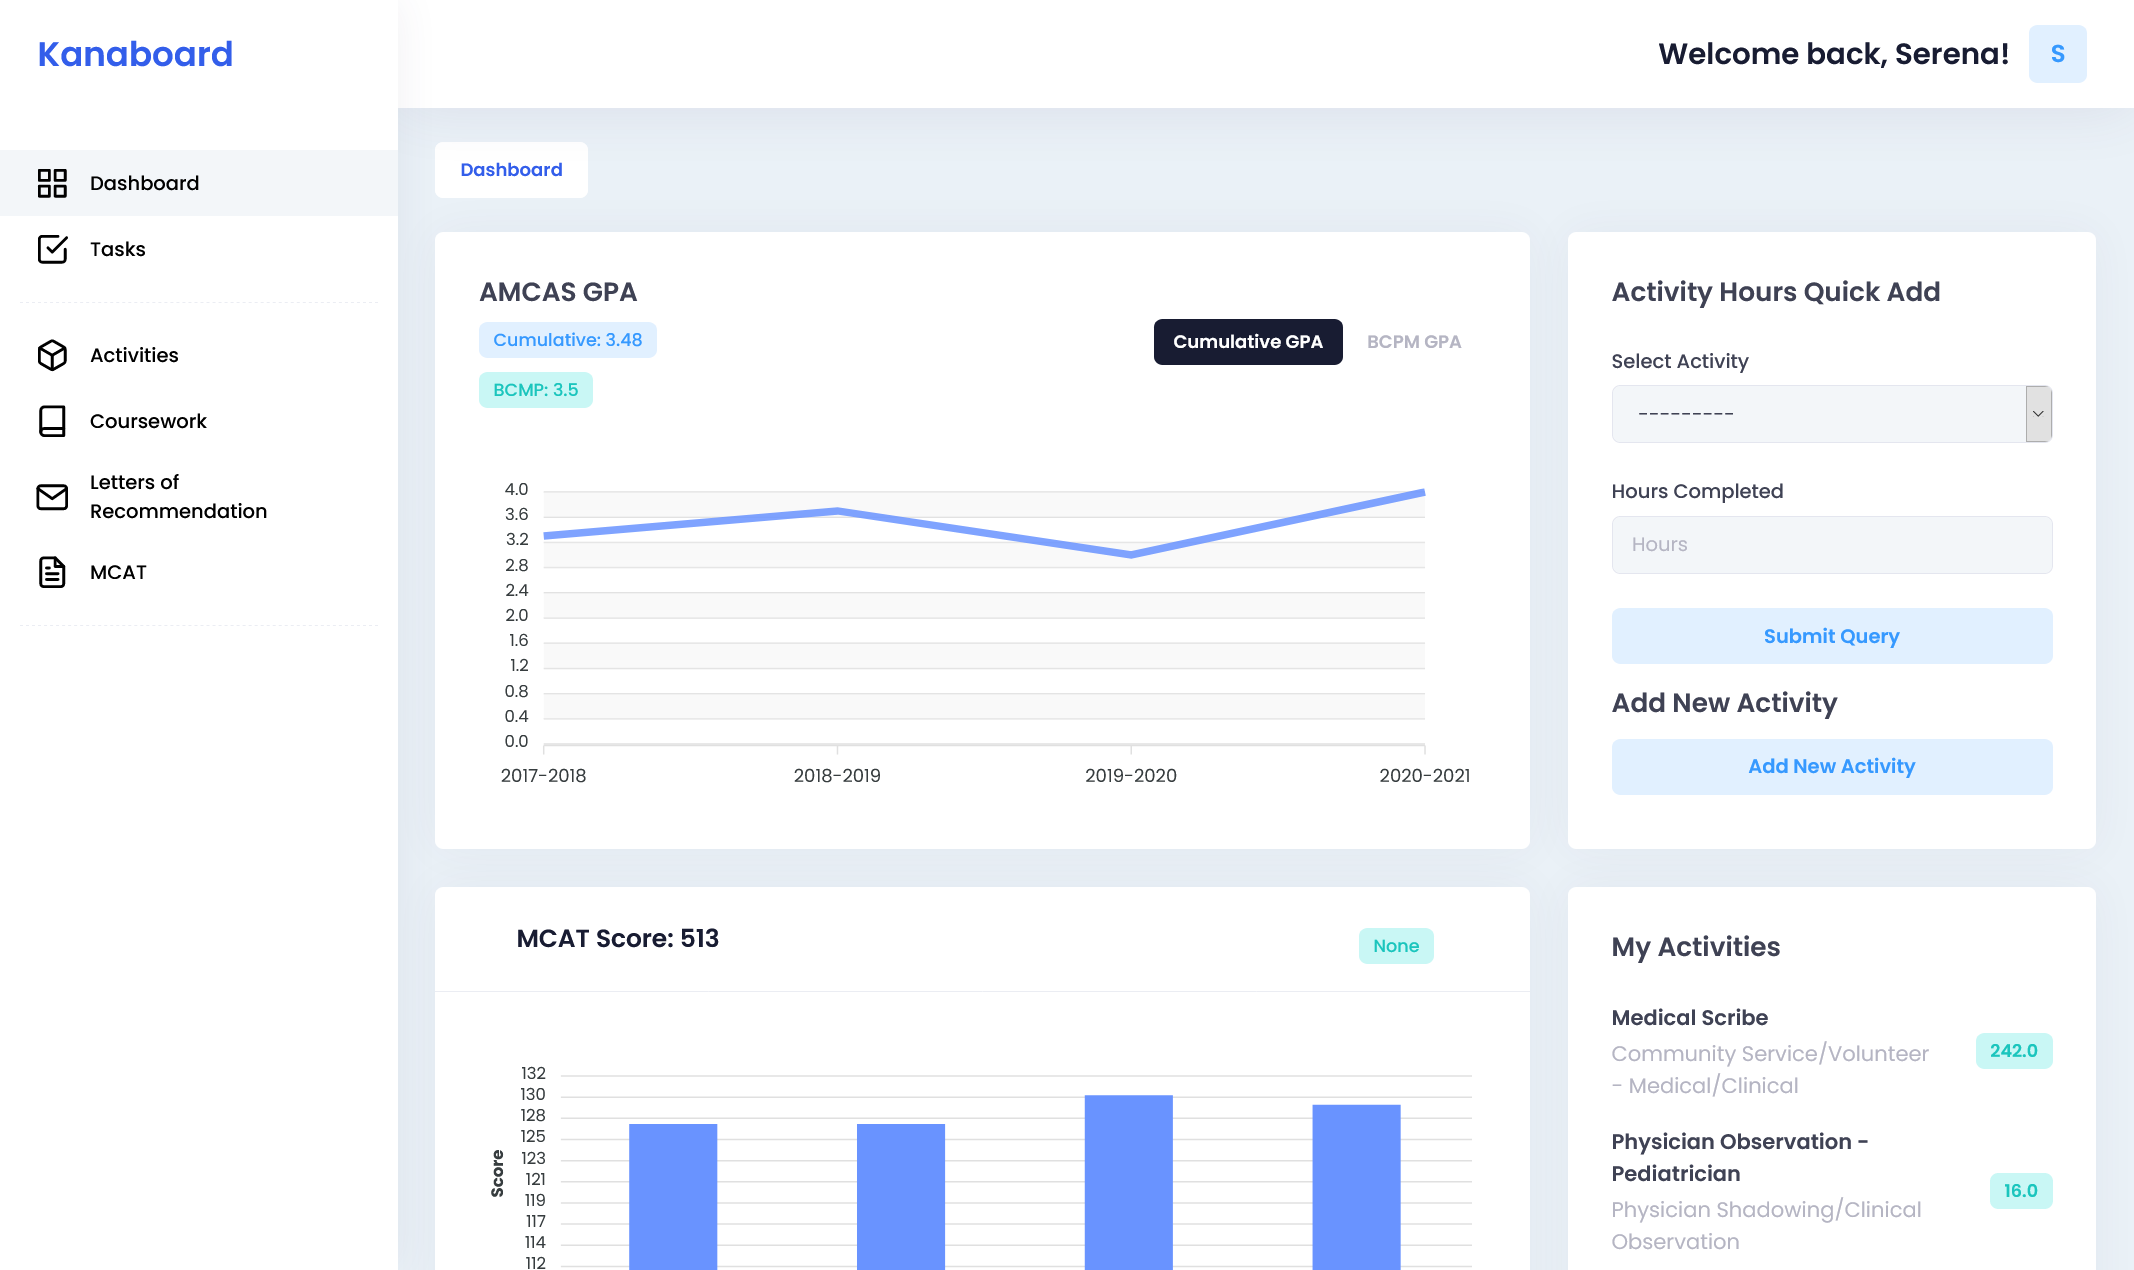 Kanaboard
Welcome back, Serena!
S
Dashboard
Tasks
Activities
Coursework
Letters of
Recommendation
MCAT
Dashboard
AMCAS GPA
Cumulative: 3.48
BCMP: 3.5
Cumulative GPA
BCPM GPA
4.0
3.6
3.2
2.8
2.4
2.0
1.6
1.2
0.8
0.4
0.0
2017-2018
2018-2019
2019-2020
2020-2021
Activity Hours Quick Add
Select Activity
---------
Hours Completed
Hours
Submit Query
Add New Activity
Add New Activity
MCAT Score: 513
None
Score
132
130
128
125
123
121
119
117
114
112
My Activities
Medical Scribe
Community Service/Volunteer
- Medical/Clinical
242.0
Physician Observation -
Pediatrician
Physician Shadowing/Clinical
Observation
16.0